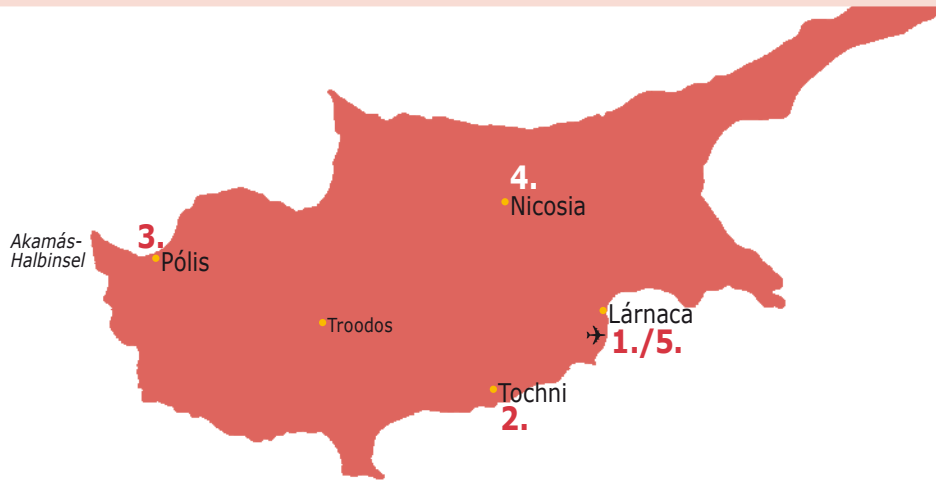 4.
Nicosia
3.
Akamás-
Halbinsel
Pólis
Lárnaca
Troodos
1./5.
Tochni
2.